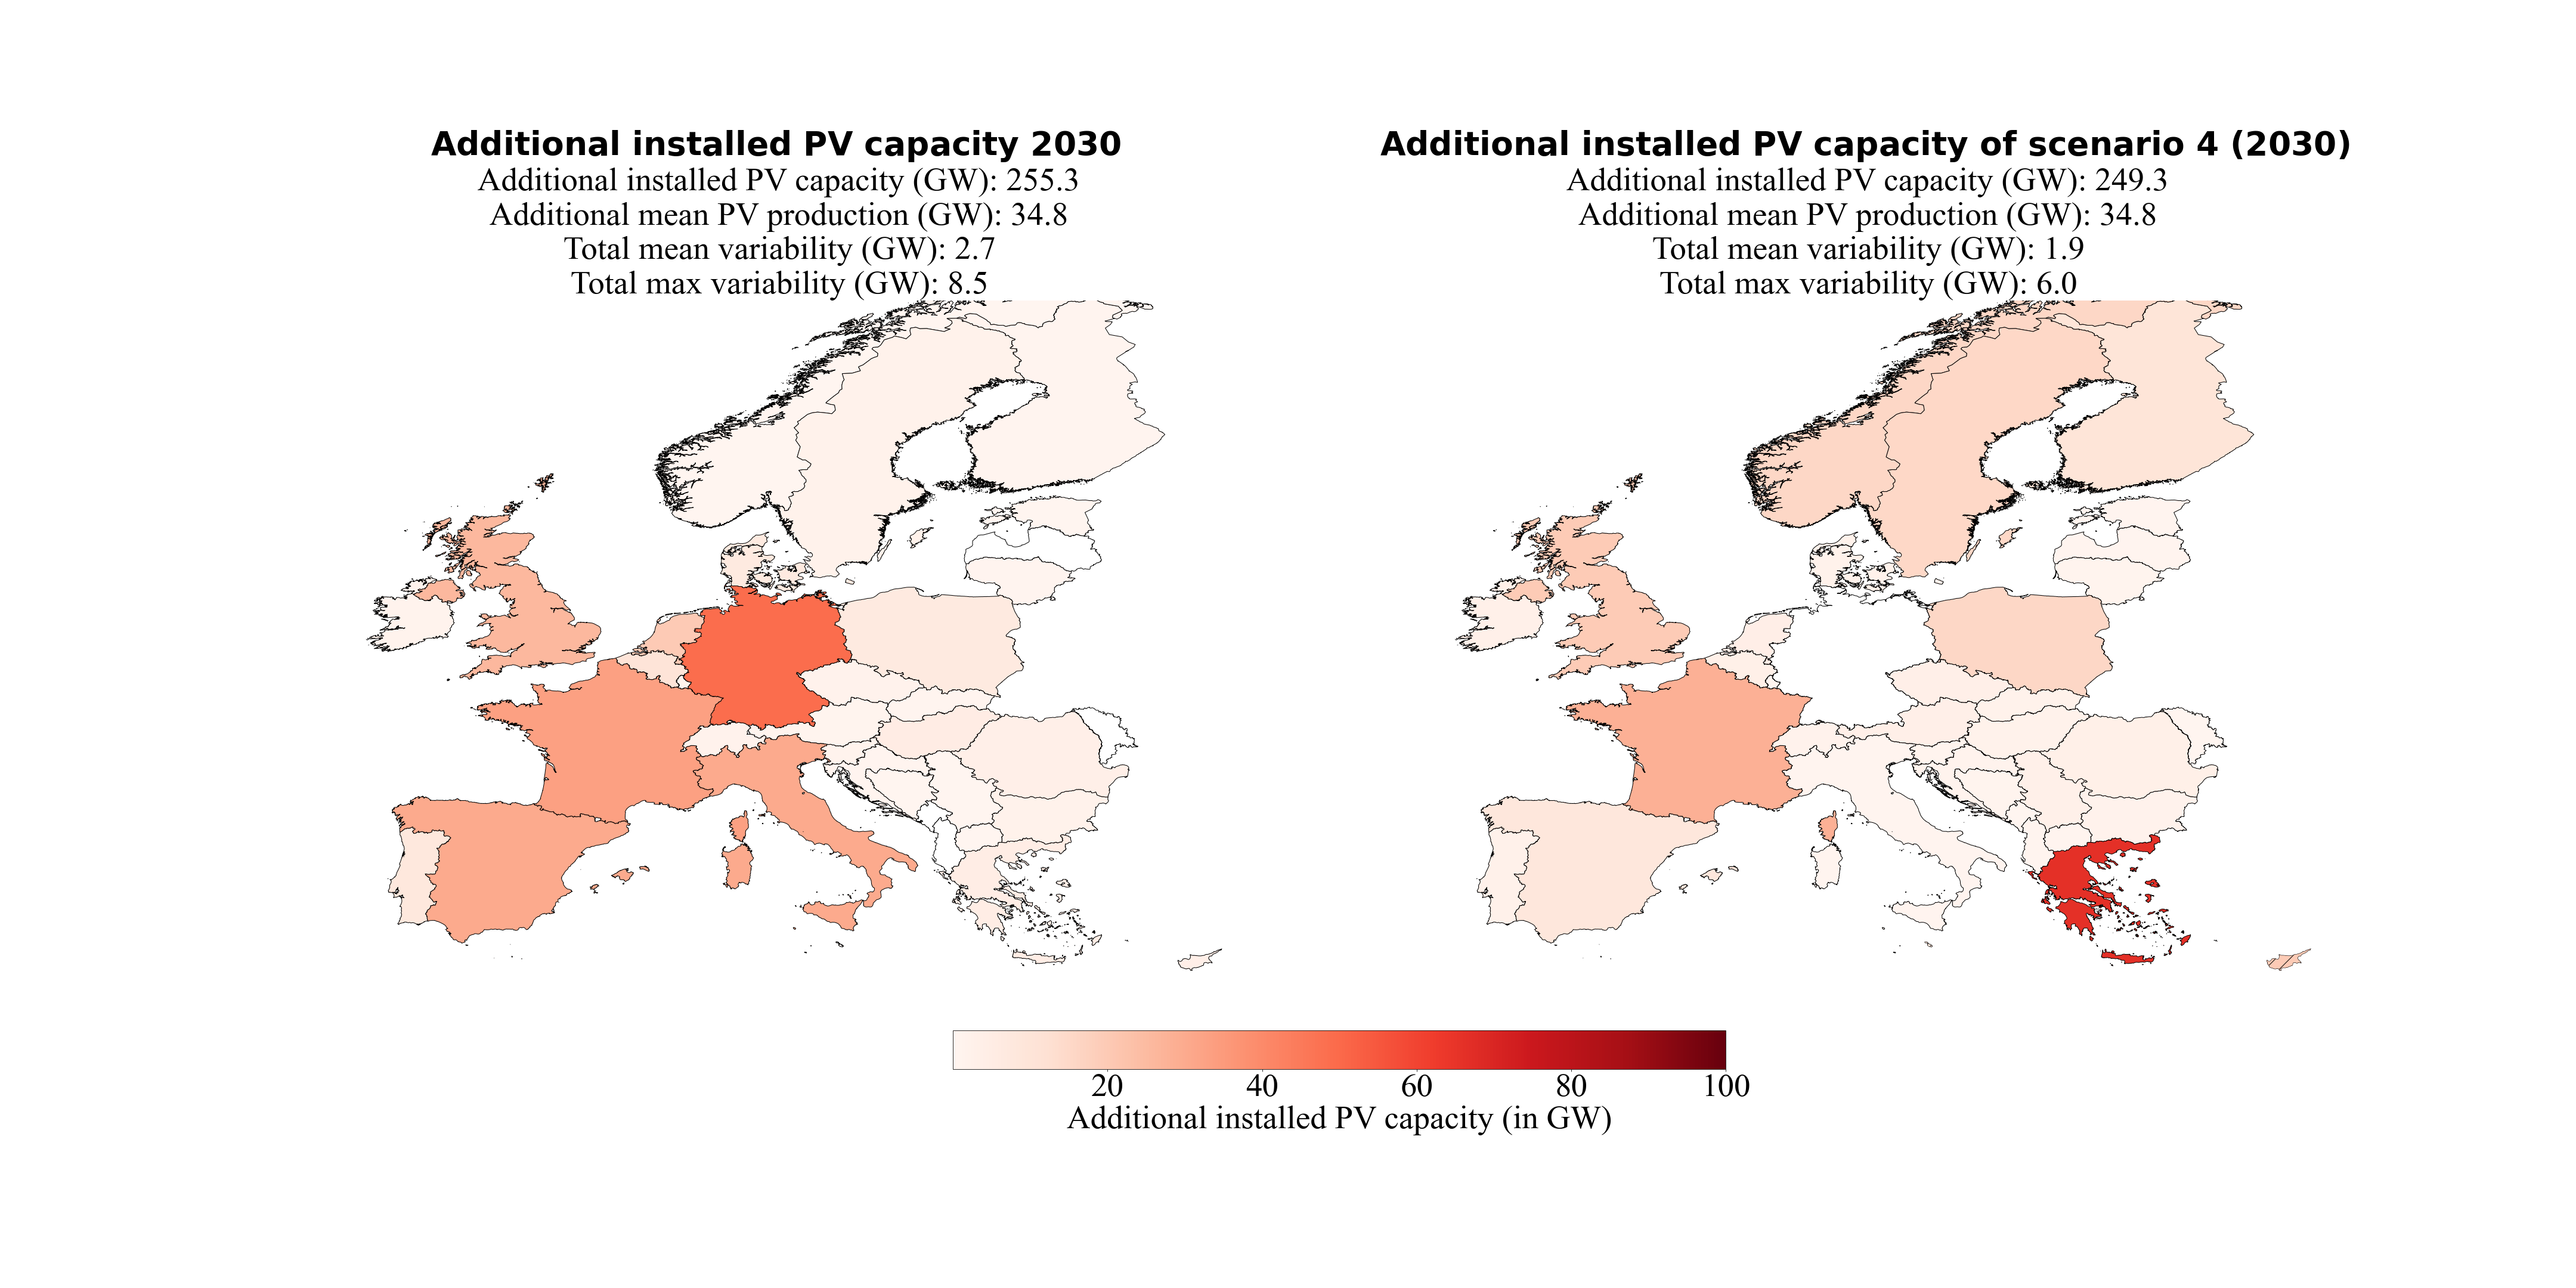 Additional installed PV capacity 2030
Additional installed PV capacity (GW): 255.3
Additional mean PV production (GW): 34.8
Total mean variability (GW): 2.7
Total max variability (GW): 8.5
Additional installed PV capacity of scenario 4 (2030)
Additional installed PV capacity (GW): 249.3
Additional mean PV production (GW): 34.8
Total mean variability (GW): 1.9
Total max variability (GW): 6.0
20 40 60 80 100
Additional installed PV capacity (in GW)